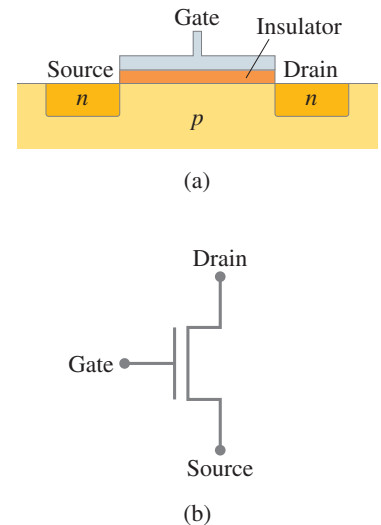 Gate
Insulator
Source
Drain
n
n
p
(a)
Drain
Gate
Source
(b)